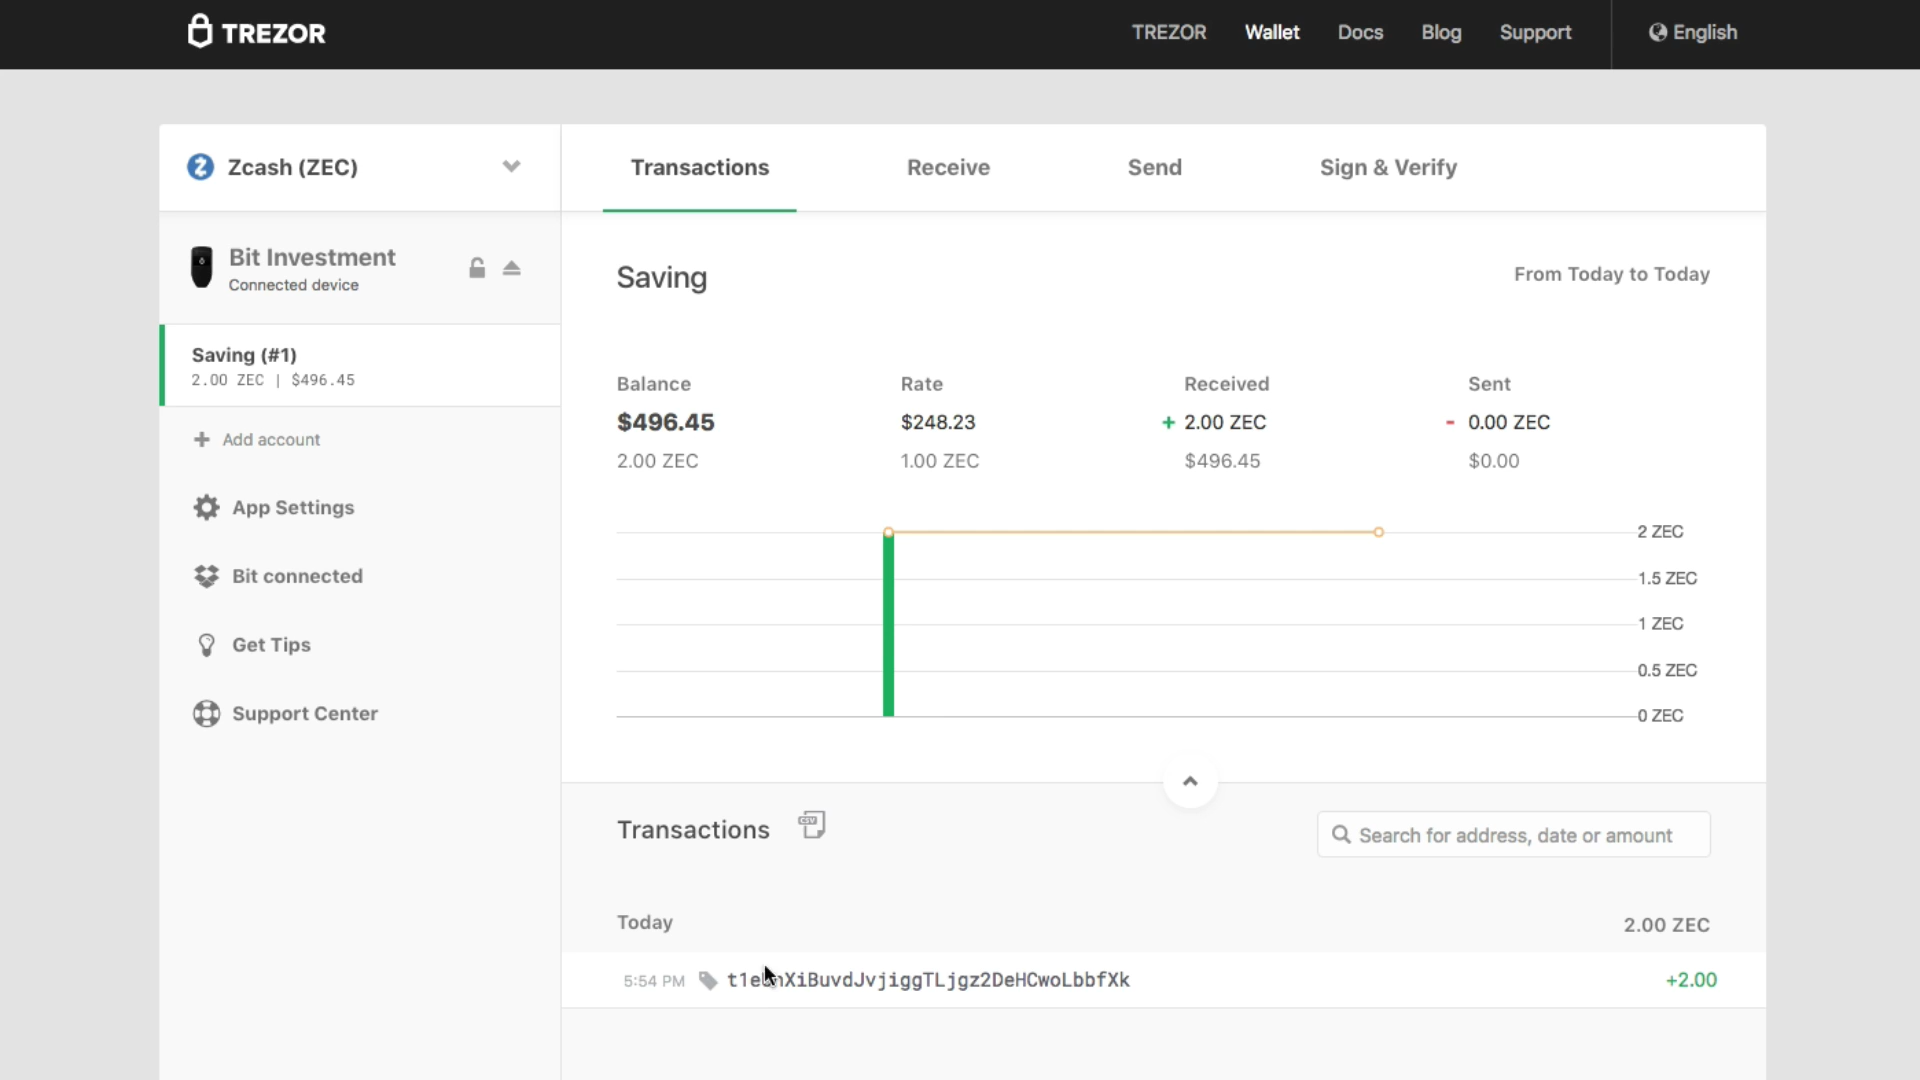 TREZOR
TREZOR Wallet Docs Blog Support English
Zcash (ZEC)
Transactions Receive Send Sign & Verify
Bit Investment
Connected device
Saving (#1)
2.00 ZEC | $496.45
Add account
App Settings
Bit connected
Get Tips
Support Center
Saving
From Today to Today
Balance Rate Received Sent
$496.45 $248.23 + 2.00 ZEC - 0.00 ZEC
2.00 ZEC 1.00 ZEC $496.45 $0.00
2 ZEC
1.5 ZEC
1 ZEC
0.5 ZEC
0 ZEC
Transactions
CSV
Search for address, date or amount
Today 2.00 ZEC
5:54 PM +2.00